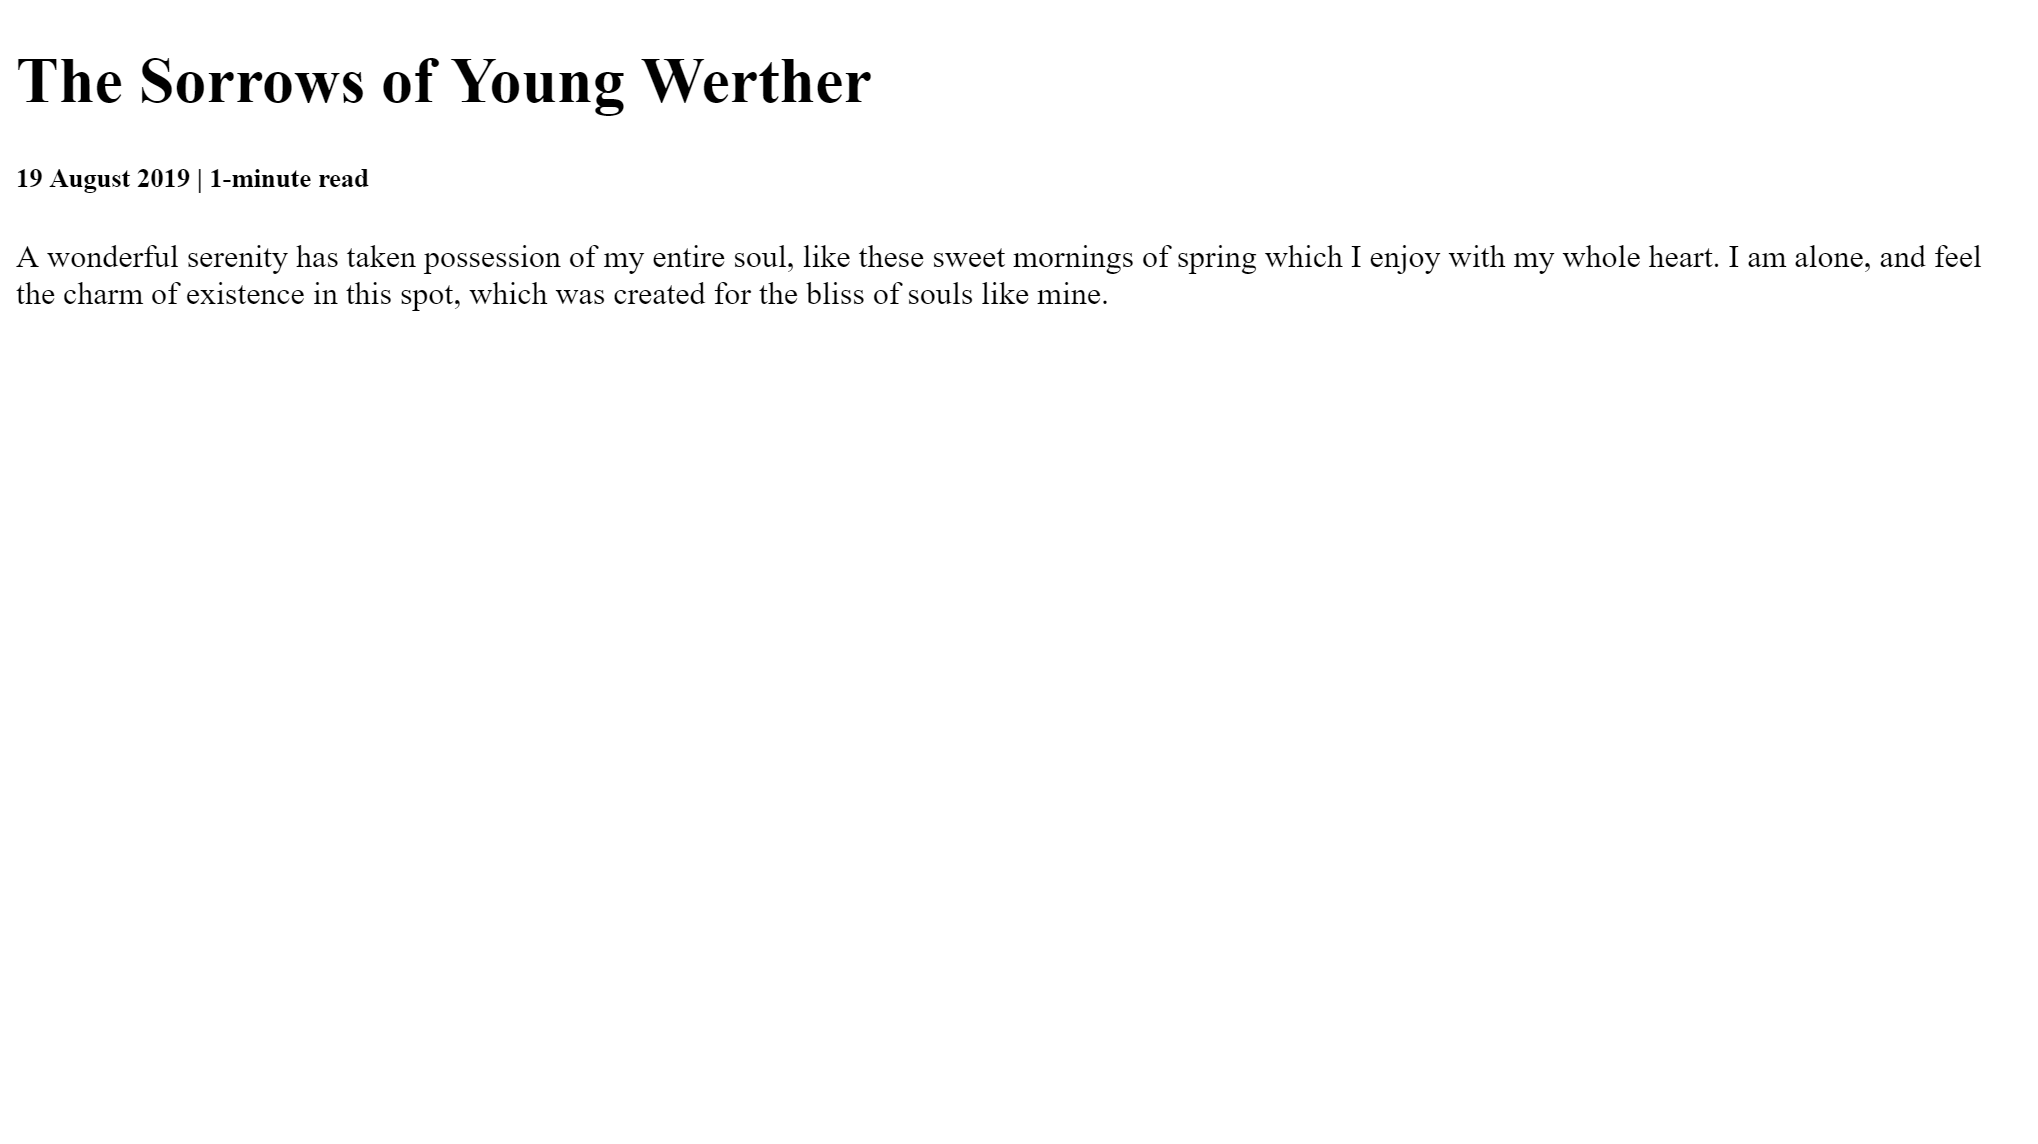 The Sorrows of Young Werther
19 August 2019 | 1-minute read
A wonderful serenity has taken possession of my entire soul, like these sweet mornings of spring which I enjoy with my whole heart. I am alone, and feel
the charm of existence in this spot, which was created for the bliss of souls like mine.